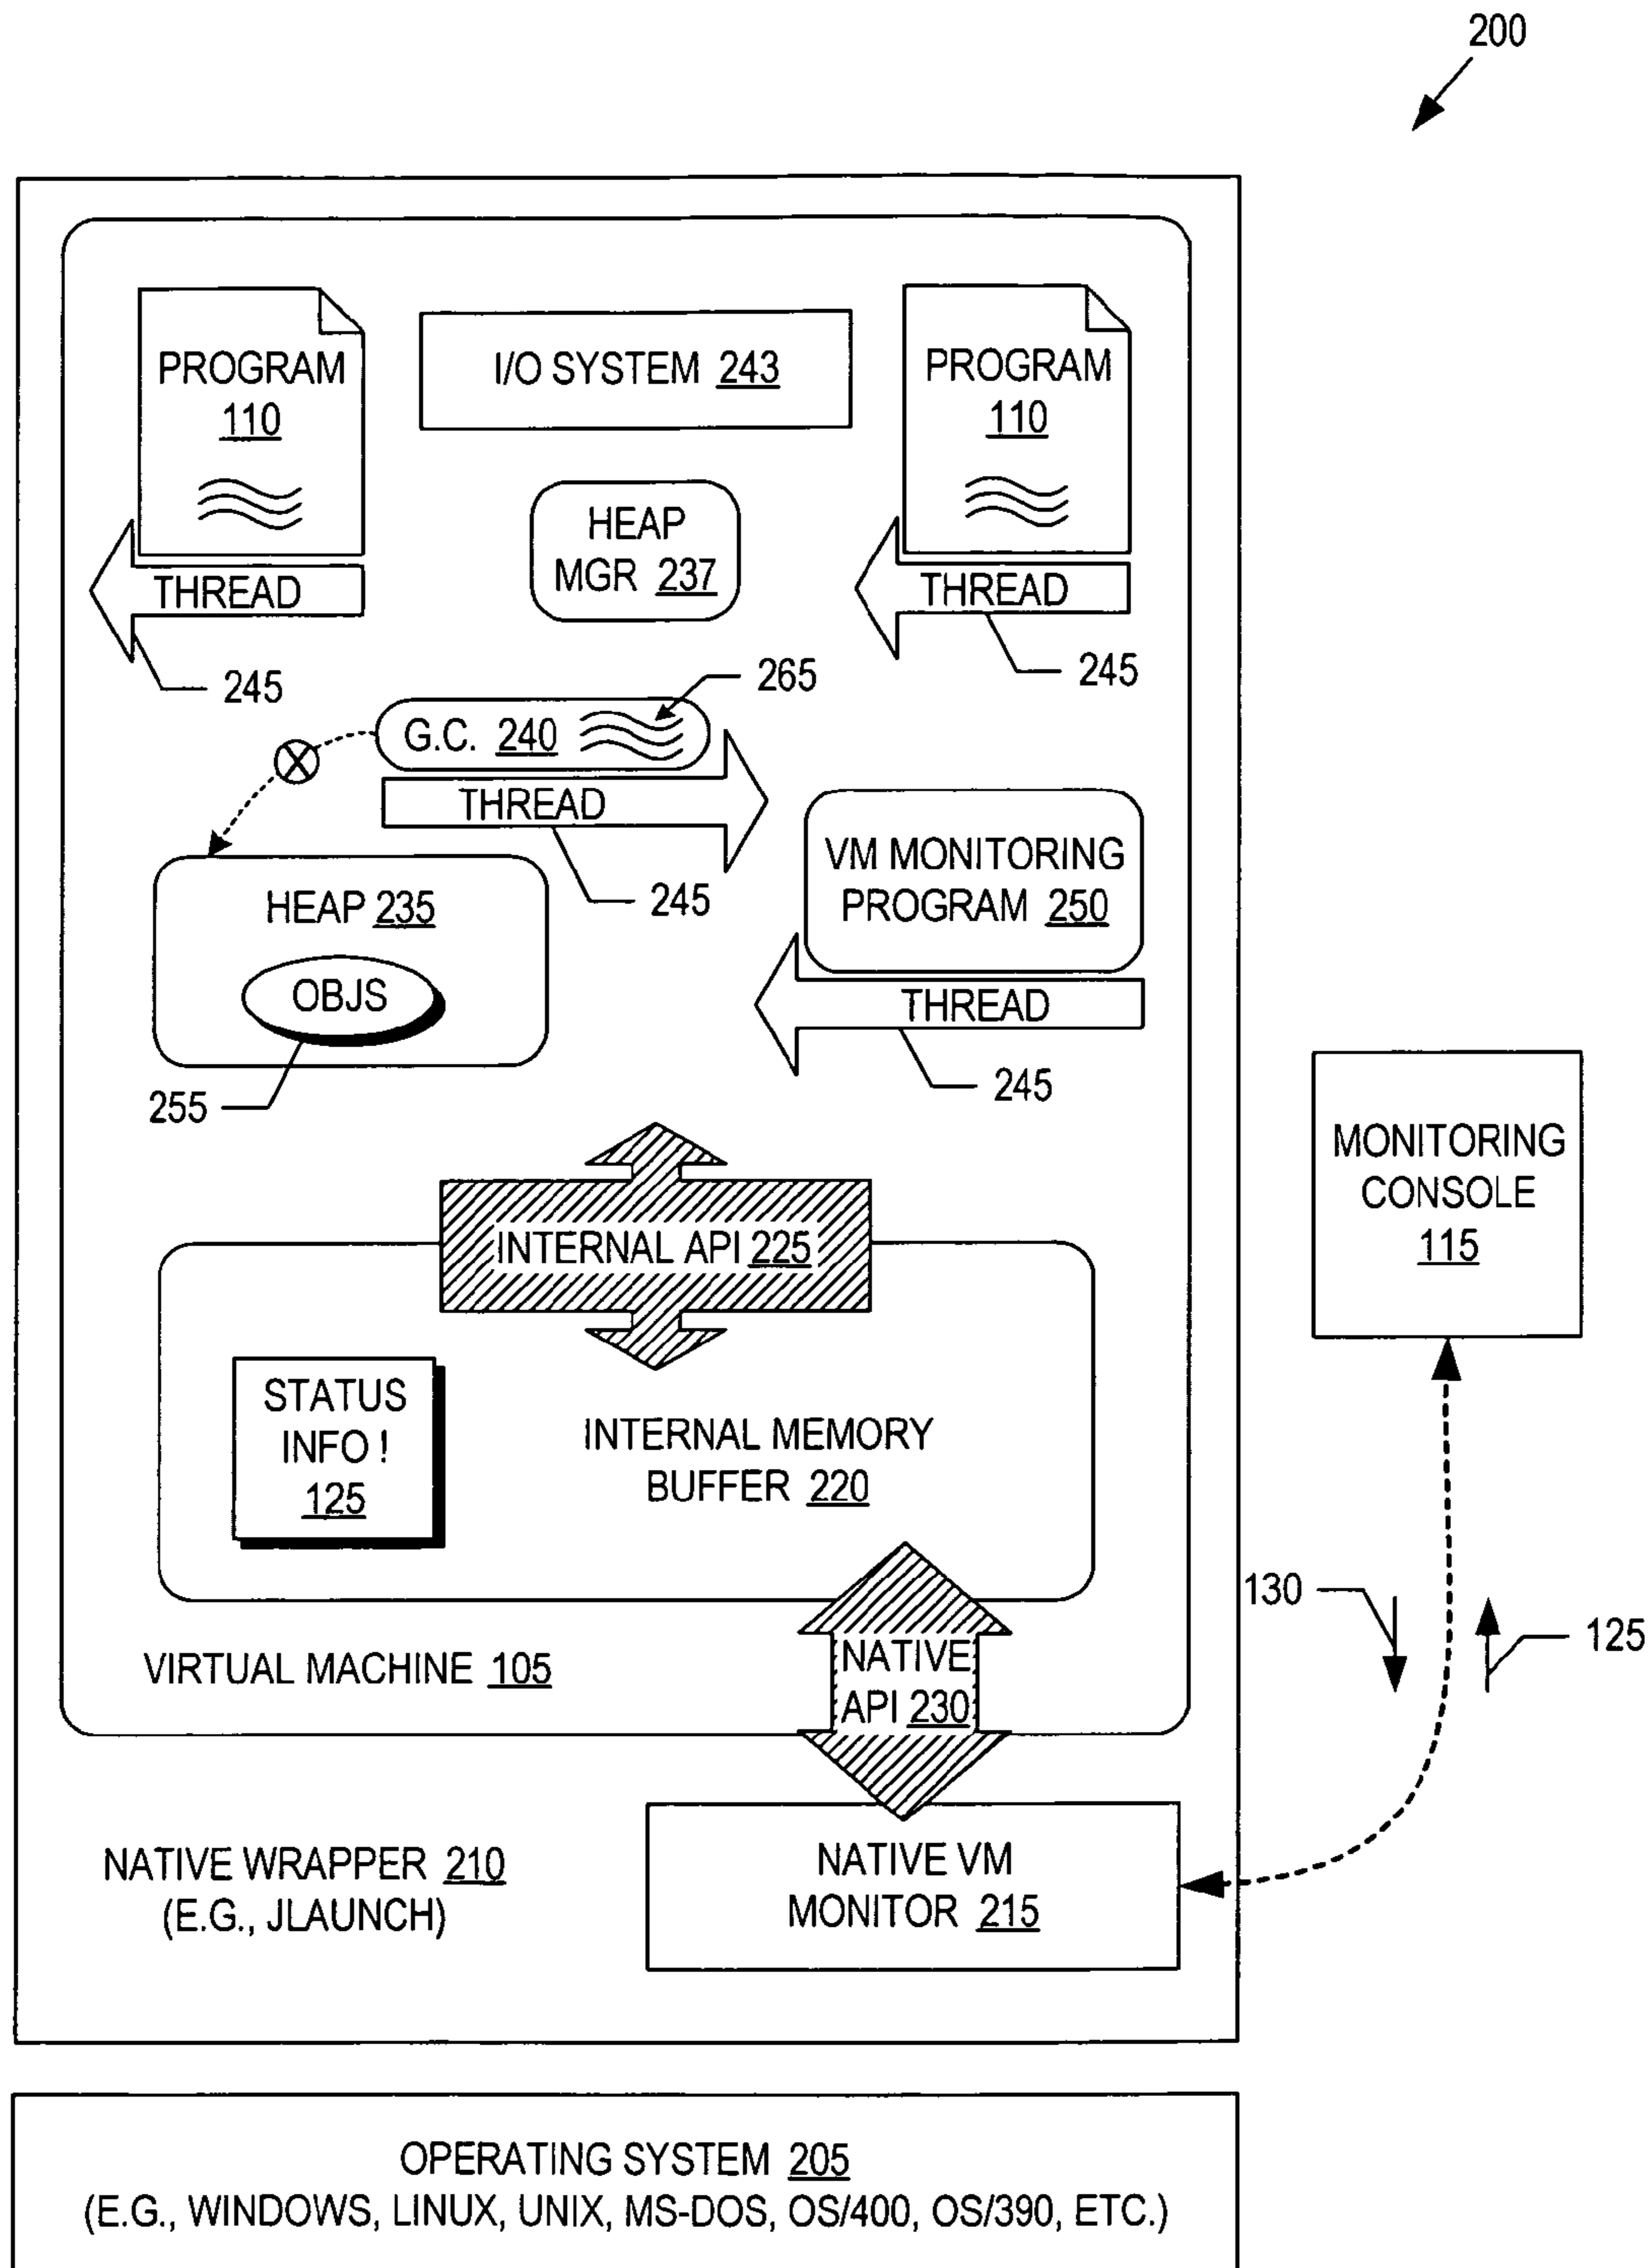 200
PROGRAM
110
I/O SYSTEM 243
PROGRAM
110
HEAP
MGR 237
THREAD
THREAD
245
245
265
G.C. 240
THREAD
245
VM MONITORING
PROGRAM 250
HEAP 235
OBJS
THREAD
245
255
MONITORING
CONSOLE
115
INTERNAL API 225
STATUS
INFO !
125
INTERNAL MEMORY
BUFFER 220
130
125
VIRTUAL MACHINE 105
NATIVE
API 230
NATIVE WRAPPER 210
(E.G., JLAUNCH)
NATIVE VM
MONITOR 215
OPERATING SYSTEM 205
(E.G., WINDOWS, LINUX, UNIX, MS-DOS, OS/400, OS/390, ETC.)